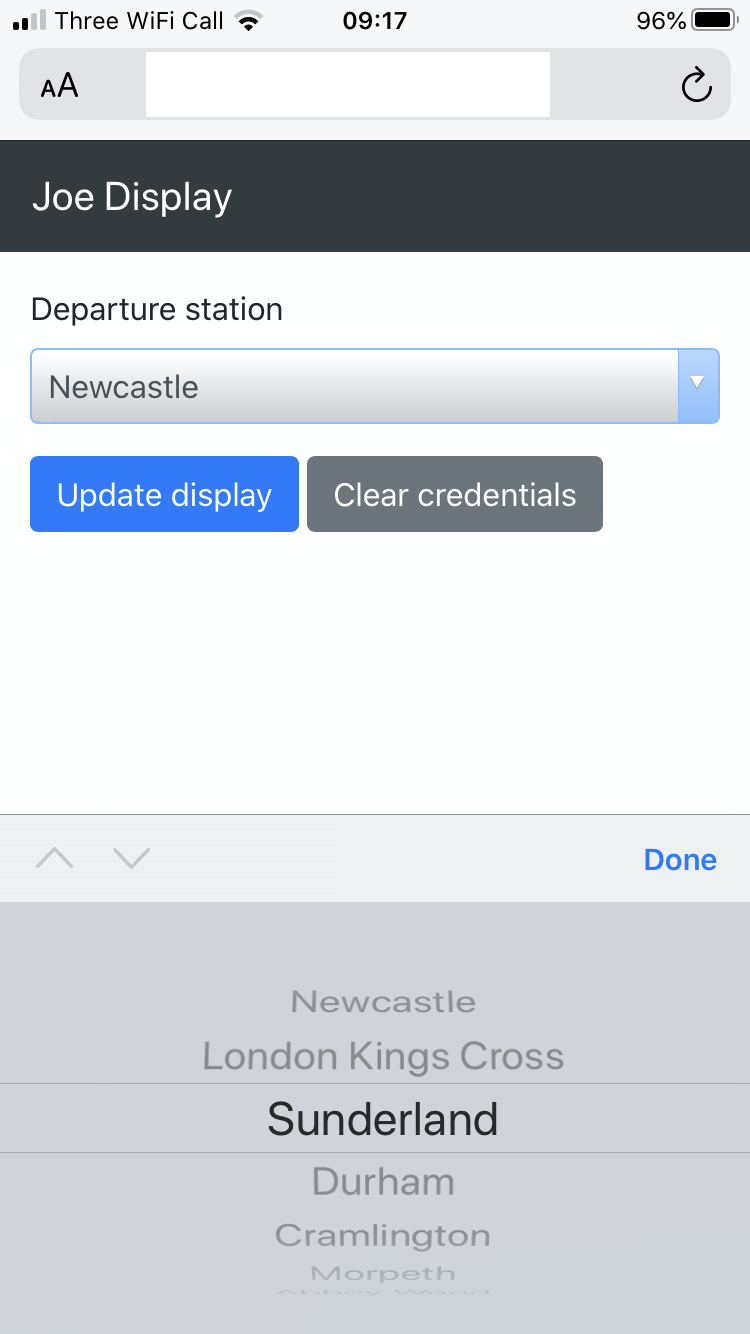 Three WiFi Call 09:17 96%
AA
Joe Display
Departure station
Newcastle
Update display Clear credentials
Done
Newcastle
London Kings Cross
Sunderland
Durham
Cramlington
Morpeth